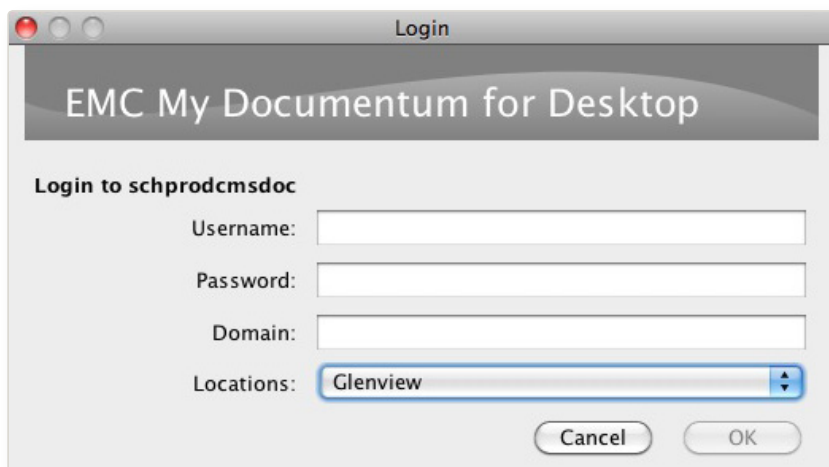 Login
EMC My Documentum for Desktop
Login to schprodcmsdoc
Username:
Password:
Domain:
Locations: Glenview
Cancel OK